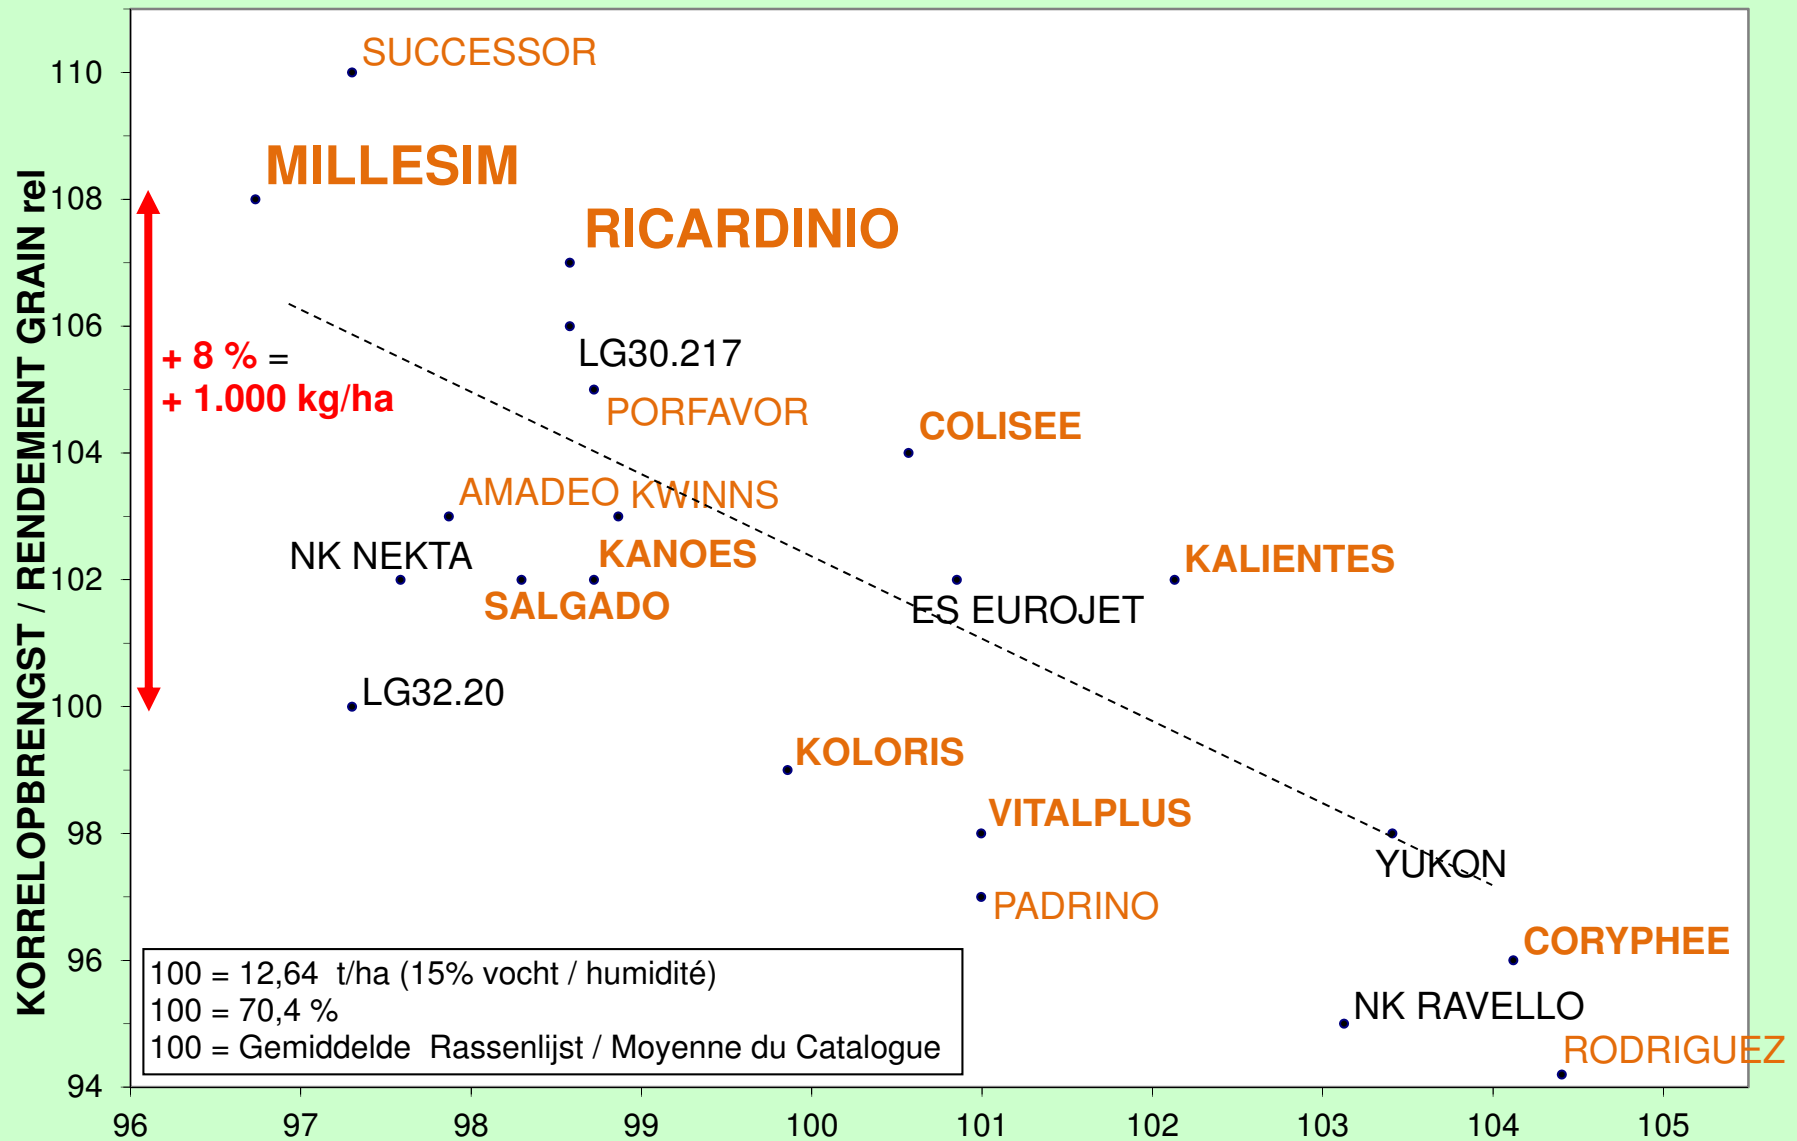 KORRELOPBRENGST / RENDEMENT GRAIN rel
110
108
106
104
102
100
98
96
94
SUCCESSOR
MILLESIM
RICARDINIO
+ 8 % =
+ 1.000 kg/ha
LG30.217
PORFAVOR
COLISEE
AMADEO KWINNS
NK NEKTA
KANOES
KALIENTES
SALGADO
ES EUROJET
LG32.20
KOLORIS
VITALPLUS
YUKON
PADRINO
CORYPHEE
NK RAVELLO
RODRIGUEZ
100 = 12,64 t/ha (15% vocht / humidité)
100 = 70,4 %
100 = Gemiddelde Rassenlijst / Moyenne du Catalogue
96 97 98 99 100 101 102 103 104 105